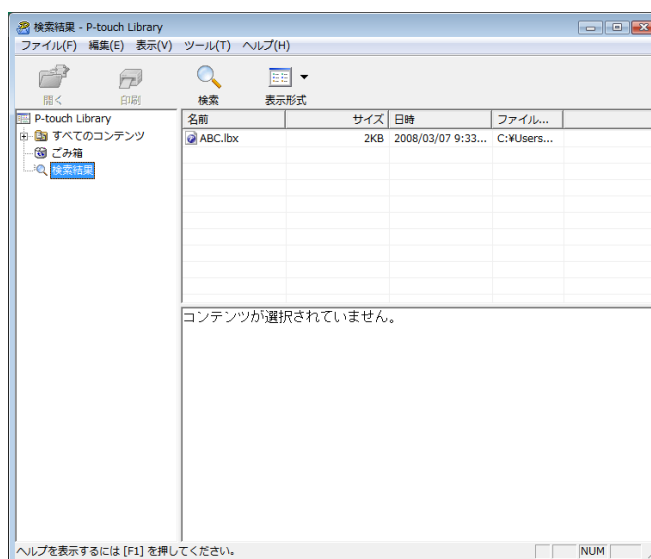 検索結果 - P-touch Library
ファイル(F) 編集(E) 表示(V) ツール(T) ヘルプ(H)
開く 印刷 検索 表示形式
P-touch Library
すべてのコンテンツ
ごみ箱
検索結果
名前 サイズ 日時 ファイル...
ABC.lbx 2KB 2008/03/07 9:33... C:¥Users...
コンテンツが選択されていません。
ヘルプを表示するには [F1] を押してください。 NUM